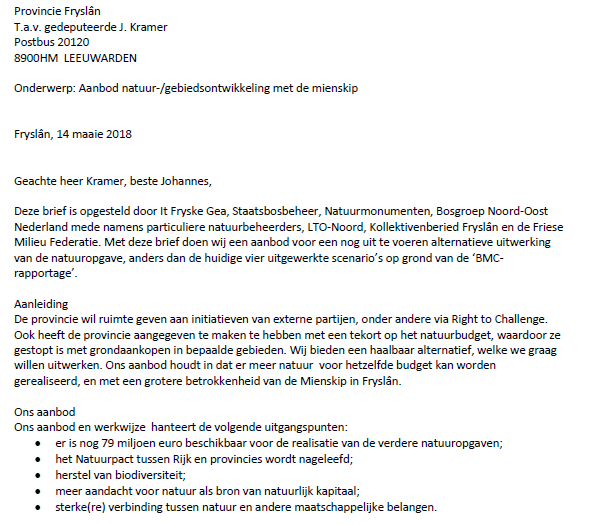 Provincie Fryslân
T.a.v. gedeputeerde J. Kramer
Postbus 20120
8900HM  LEEUWARDEN
Onderwerp: Aanbod natuur-/gebiedsontwikkeling met de mienskip
Fryslân, 14 maaie 2018
Geachte heer Kramer, beste Johannes,
Deze brief is opgesteld door It Fryske Gea, Staatsbosbeheer, Natuurmonumenten, Bosgroep Noord-Oost
Nederland mede namens particuliere natuurbeheerders, LTO-Noord, Kollektivenberied Fryslân en de Friese
Milieu Federatie. Met deze brief doen wij een aanbod voor een nog uit te voeren alternatieve uitwerking
van de natuuropgave, anders dan de huidige vier uitgewerkte scenario's op grond van de 'BMC-
rapportage'.
Aanleiding
De provincie wil ruimte geven aan initiatieven van externe partijen, onder andere via Right to Challenge.
Ook heeft de provincie aangegeven te maken te hebben met een tekort op het natuurbudget, waardoor ze
gestopt is met grondaankopen in bepaalde gebieden. Wij bieden een haalbaar alternatief, welke we graag
willen uitwerken. Ons aanbod houdt in dat er meer natuur  voor hetzelfde budget kan worden
gerealiseerd, en met een grotere betrokkenheid van de Mienskip in Fryslân.
Ons aanbod
Ons aanbod en werkwijze  hanteert de volgende uitgangspunten:
• er is nog 79 miljoen euro beschikbaar voor de realisatie van de verdere natuuropgaven;
• het Natuurpact tussen Rijk en provincies wordt nageleefd;
• herstel van biodiversiteit;
• meer aandacht voor natuur als bron van natuurlijk kapitaal;
• sterke(re) verbinding tussen natuur en andere maatschappelijke belangen.